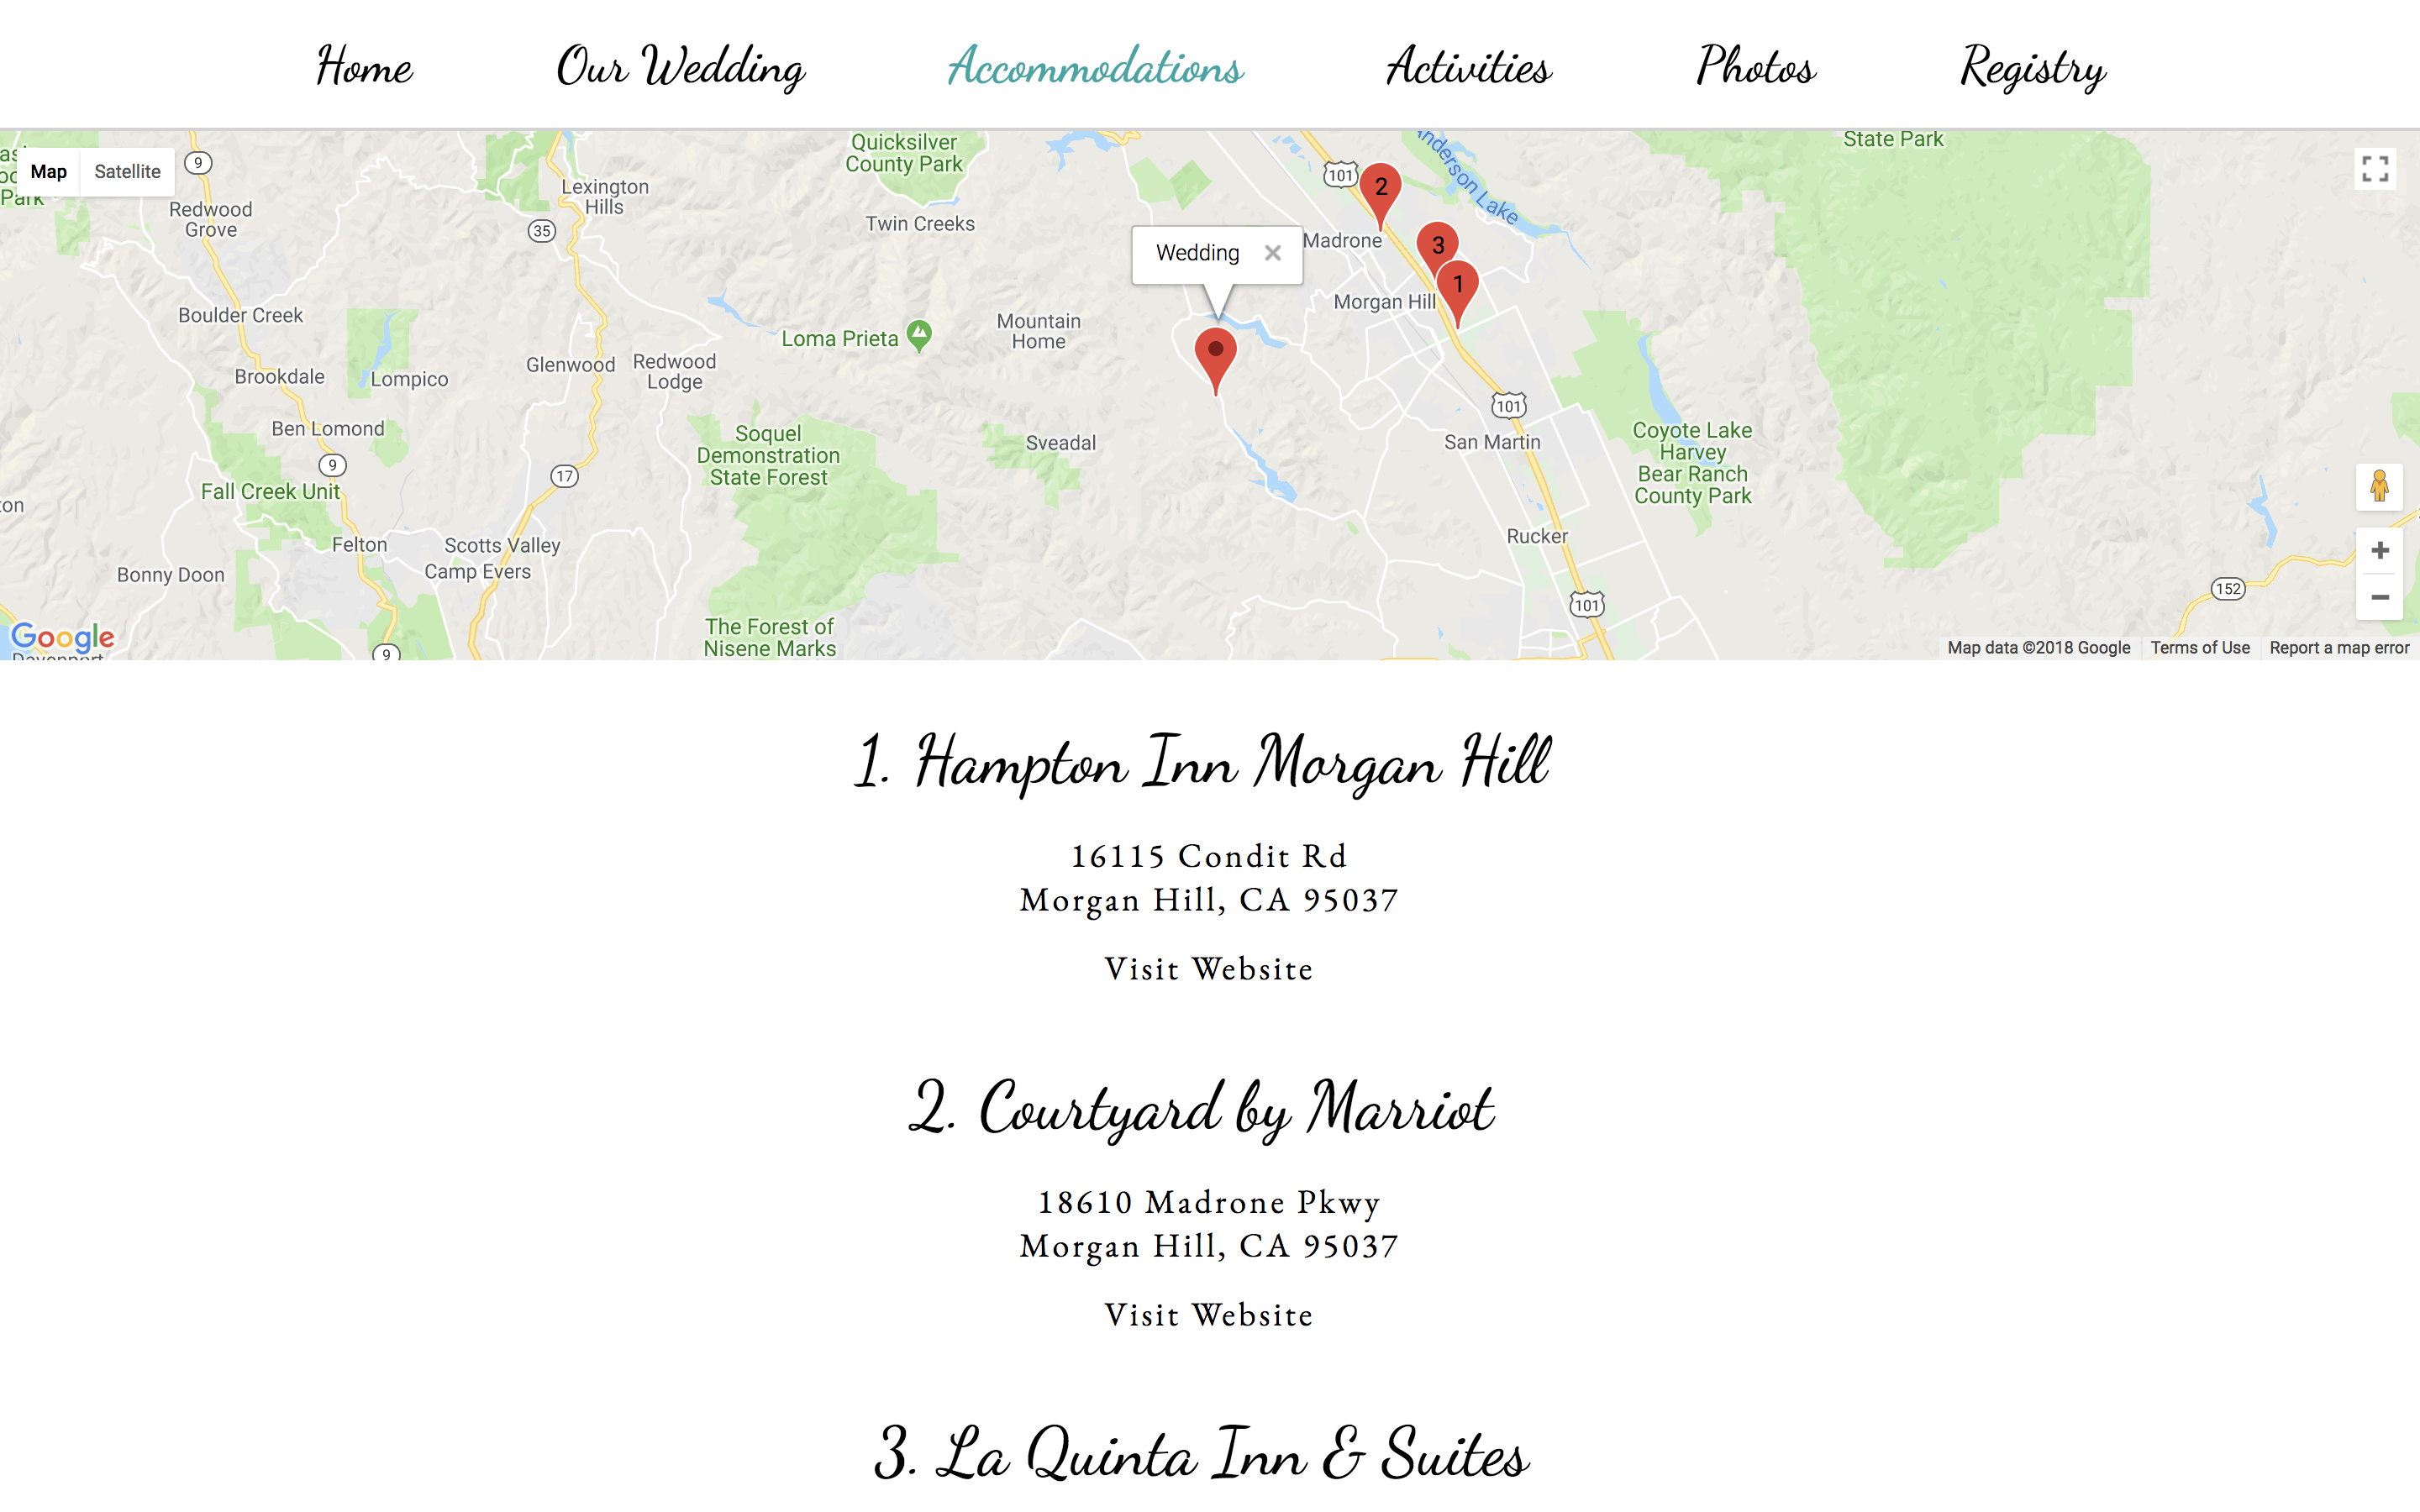 Home
Our Wedding
Accommodations
Activities
Photos
Registry
Map
Satellite
Park
9
Redwood
Grove
Lexington
Hills
35
Quicksilver
County Park
Twin Creeks
State Park
Anderson Lake
101
2
Madrone
3
1
Morgan Hill
Wedding
Boulder Creek
Loma Prieta
Mountain
Home
Brookdale
Lompico
Glenwood
Redwood
Lodge
Ben Lomond
9
17
Soquel
Demonstration
State Forest
Sveadal
101
San Martin
Coyote Lake
Harvey
Bear Ranch
County Park
Fall Creek Unit
Felton
Scotts Valley
Camp Evers
Bonny Doon
Rucker
101
152
The Forest of
Nisene Marks
Google
Davenport
9
Map data ©2018 Google
Terms of Use
Report a map error
1. Hampton Inn Morgan Hill
16115 Condit Rd
Morgan Hill, CA 95037
Visit Website
2. Courtyard by Marriot
18610 Madrone Pkwy
Morgan Hill, CA 95037
Visit Website
3. La Quinta Inn & Suites